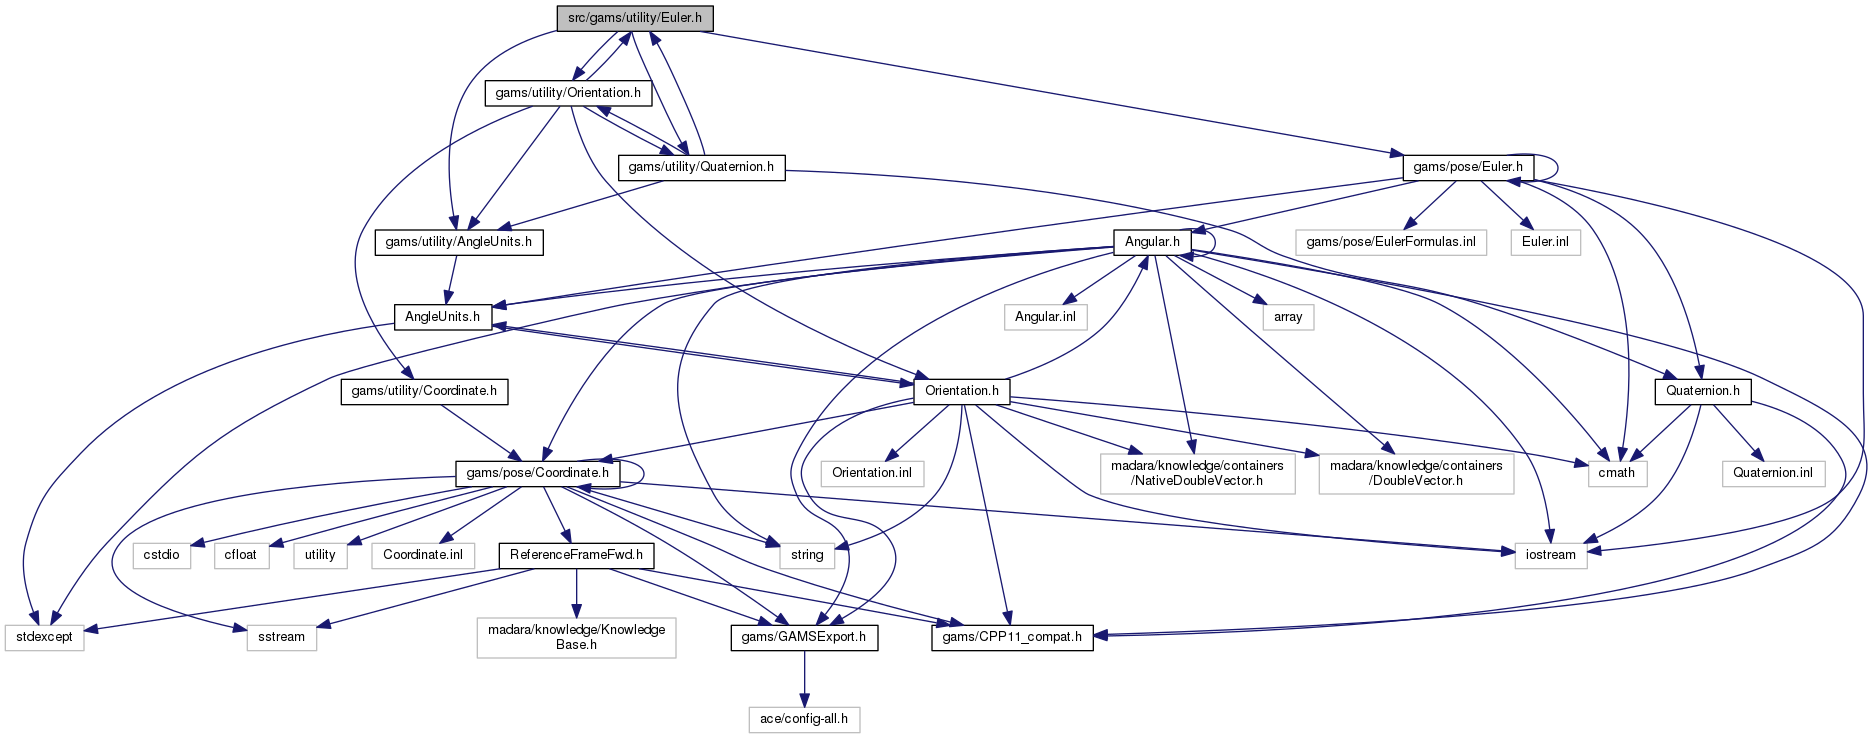 src/gams/utility/Euler.h
gams/utility/Orientation.h
gams/utility/Quaternion.h
gams/pose/Euler.h
gams/utility/AngleUnits.h
Angular.h
gams/pose/EulerFormulas.inl
Euler.inl
AngleUnits.h
Angular.inl
array
gams/utility/Coordinate.h
Orientation.h
Quaternion.h
gams/pose/Coordinate.h
Orientation.inl
madara/knowledge/containers
/NativeDoubleVector.h
madara/knowledge/containers
/DoubleVector.h
cmath
Quaternion.inl
cstdio
cfloat
utility
Coordinate.inl
ReferenceFrameFwd.h
string
iostream
stdexcept
sstream
madara/knowledge/Knowledge
Base.h
gams/GAMSExport.h
gams/CPP11_compat.h
ace/config-all.h